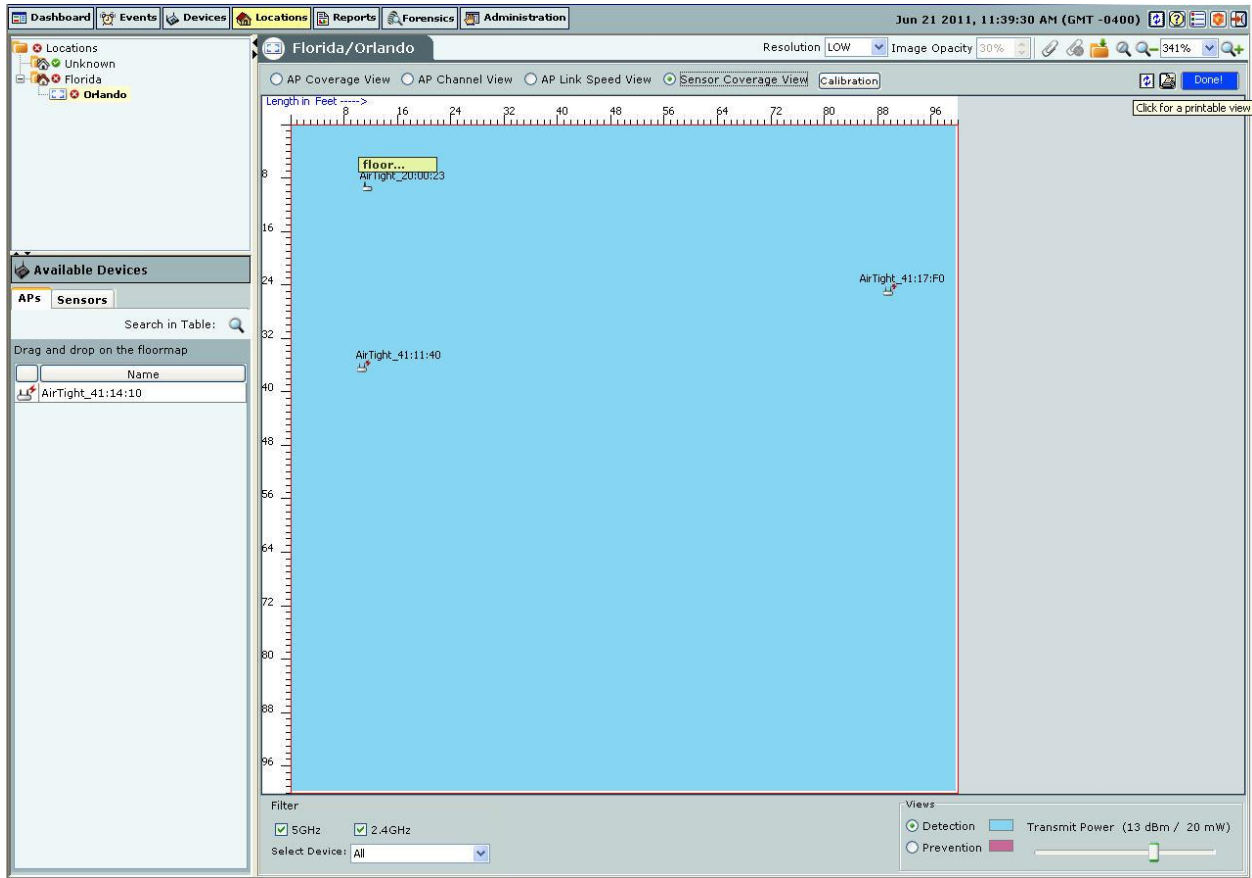 Dashboard Events Devices Locations Reports Forensics Administration Jun 21 2011, 11:39:30 AM (GMT -0400)
Locations
Unknown
Florida
Orlando
Florida/Orlando Resolution LOW Image Opacity 30% 341%
AP Coverage View AP Channel View AP Link Speed View Sensor Coverage View Calibration Done!
Click for a printable view
Length in Feet ----->
8 16 24 32 40 48 56 64 72 80 88 96
floor...
AirTight_20:00:23
8
16
24
32
40
48
56
64
72
80
88
96
AirTight_41:17:F0
AirTight_41:11:40
Available Devices
APs Sensors
Search in Table:
Drag and drop on the floormap
Name
AirTight_41:14:10
Filter
5GHz 2.4GHz
Select Device: All
Views
Detection Transmit Power (13 dBm / 20 mW)
Prevention